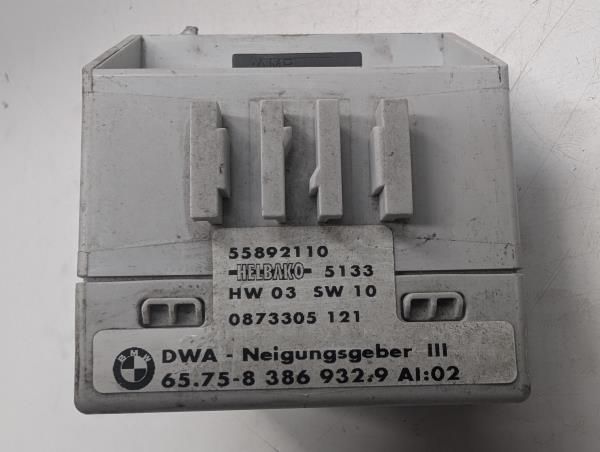 55892110
HELBAKO 5133
HW 03 SW 10
0873305 121
BMW
DWA - Neigungsgeber III
65.75-8 386 932.9 AI:02